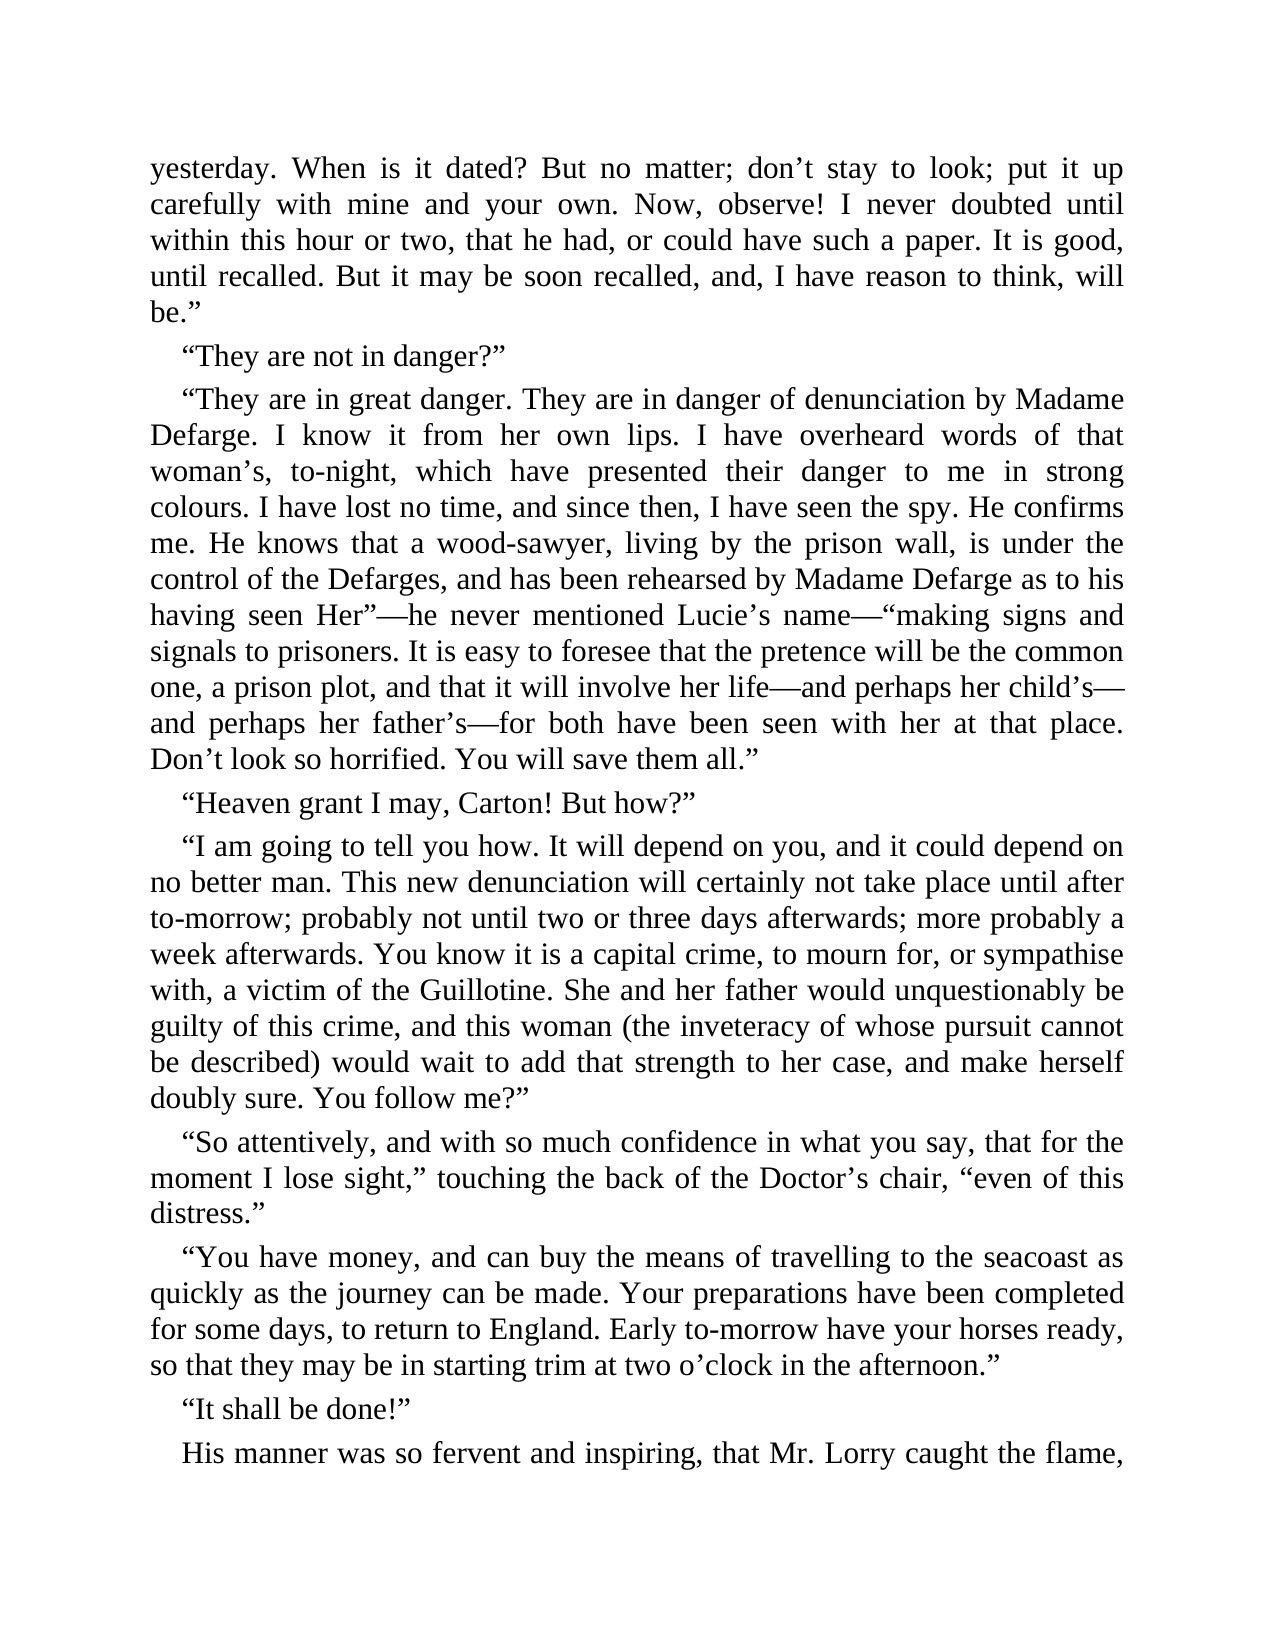 yesterday. When is it dated? But no matter; don’t stay to look; put it up
carefully with mine and your own. Now, observe! I never doubted until
within this hour or two, that he had, or could have such a paper. It is good,
until recalled. But it may be soon recalled, and, I have reason to think, will
be.”
“They are not in danger?”
“They are in great danger. They are in danger of denunciation by Madame
Defarge. I know it from her own lips. I have overheard words of that
woman’s, to-night, which have presented their danger to me in strong
colours. I have lost no time, and since then, I have seen the spy. He confirms
me. He knows that a wood-sawyer, living by the prison wall, is under the
control of the Defarges, and has been rehearsed by Madame Defarge as to his
having seen Her”—he never mentioned Lucie’s name—“making signs and
signals to prisoners. It is easy to foresee that the pretence will be the common
one, a prison plot, and that it will involve her life—and perhaps her child’s—
and perhaps her father’s—for both have been seen with her at that place.
Don’t look so horrified. You will save them all.”
“Heaven grant I may, Carton! But how?”
“I am going to tell you how. It will depend on you, and it could depend on
no better man. This new denunciation will certainly not take place until after
to-morrow; probably not until two or three days afterwards; more probably a
week afterwards. You know it is a capital crime, to mourn for, or sympathise
with, a victim of the Guillotine. She and her father would unquestionably be
guilty of this crime, and this woman (the inveteracy of whose pursuit cannot
be described) would wait to add that strength to her case, and make herself
doubly sure. You follow me?”
“So attentively, and with so much confidence in what you say, that for the
moment I lose sight,” touching the back of the Doctor’s chair, “even of this
distress.”
“You have money, and can buy the means of travelling to the seacoast as
quickly as the journey can be made. Your preparations have been completed
for some days, to return to England. Early to-morrow have your horses ready,
so that they may be in starting trim at two o’clock in the afternoon.”
“It shall be done!”
His manner was so fervent and inspiring, that Mr. Lorry caught the flame,